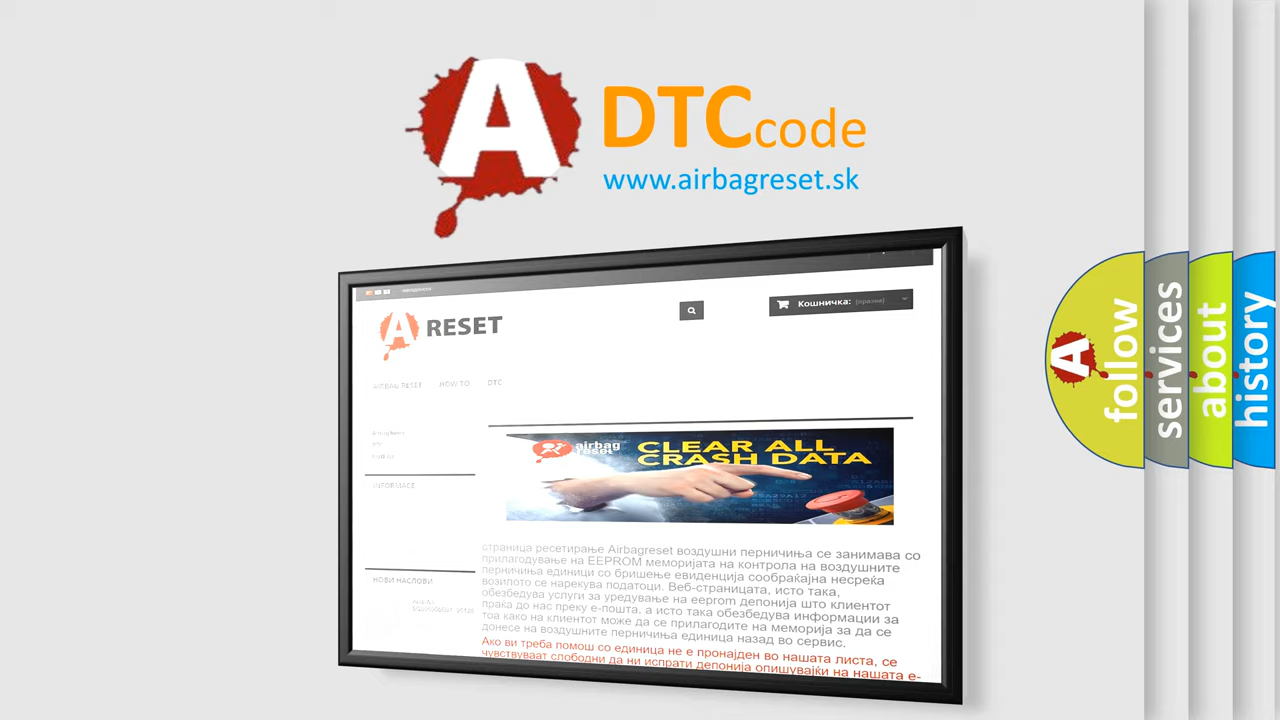 A
DTCcode
www.airbagreset.sk
A RESET
Кошничка: (празна)
AIRBAG RESET HOW TO DTC
INFORMACE
airbag reset
CLEAR ALL
CRASH DATA
страница ресетирање Airbagreset воздушни перничиња се занимава со
прилагодување на EEPROM меморијата на контрола на воздушните
перничиња единици со бришење евиденција сообраќајна несреќа
возилото се нарекува податоци. Веб-страницата, исто така,
обезбедува услуги за уредување на eeprom депонија што клиентот
праќа до нас преку е-пошта, а исто така обезбедува информации за
тоа како на клиентот може да се прилагодите на меморија за да се
донесе на воздушните перничиња единица назад во сервис.
Ако ви треба помош со единица не е пронајден во нашата листа, се
чувствуваат слободни да ни испрати депонија опишувајќи на нашата е-
НОВИ НАСЛОВИ
A
follow
services
about
history